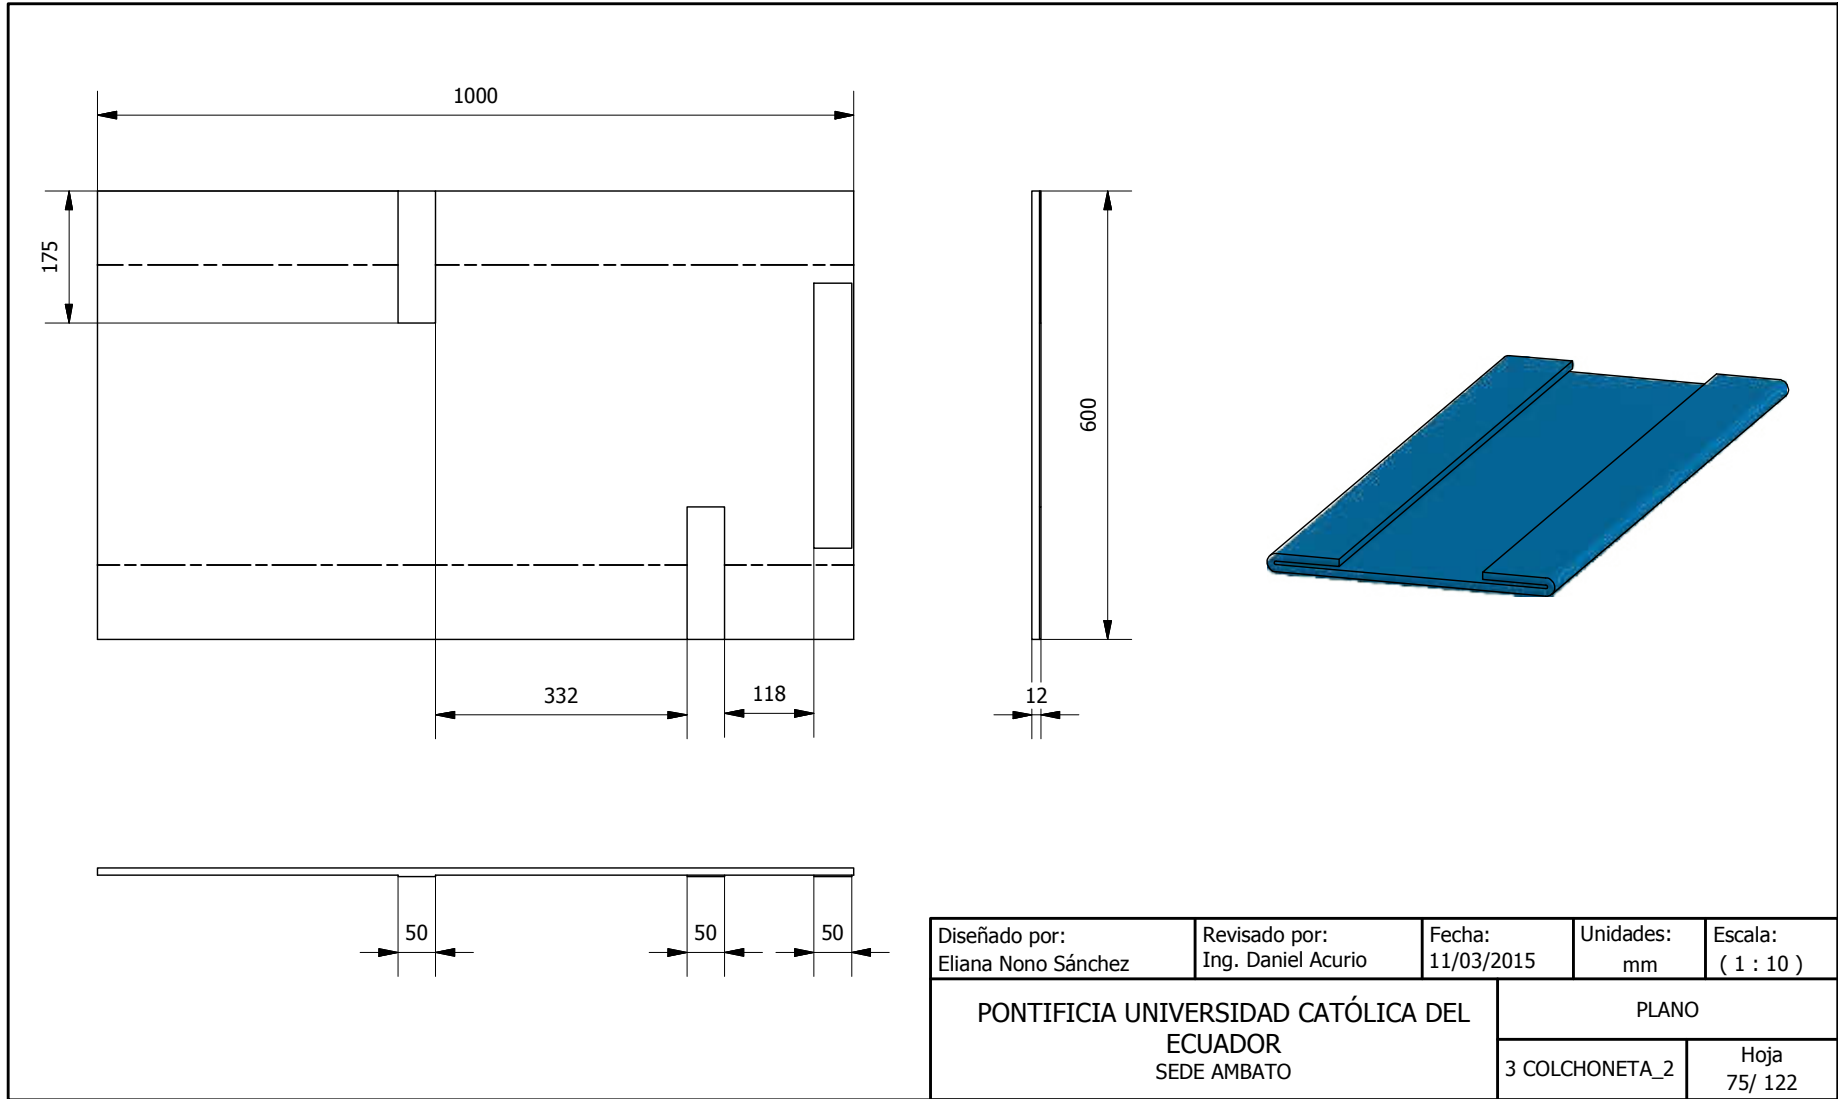 1000
175
600
332
118
12
50
50
50
Diseñado por:
Eliana Nono Sánchez
Revisado por:
Ing. Daniel Acurio
Fecha:
11/03/2015
Unidades:
mm
Escala:
( 1 : 10 )
PONTIFICIA UNIVERSIDAD CATÓLICA DEL
ECUADOR
SEDE AMBATO
PLANO
3 COLCHONETA_2
Hoja
75/ 122